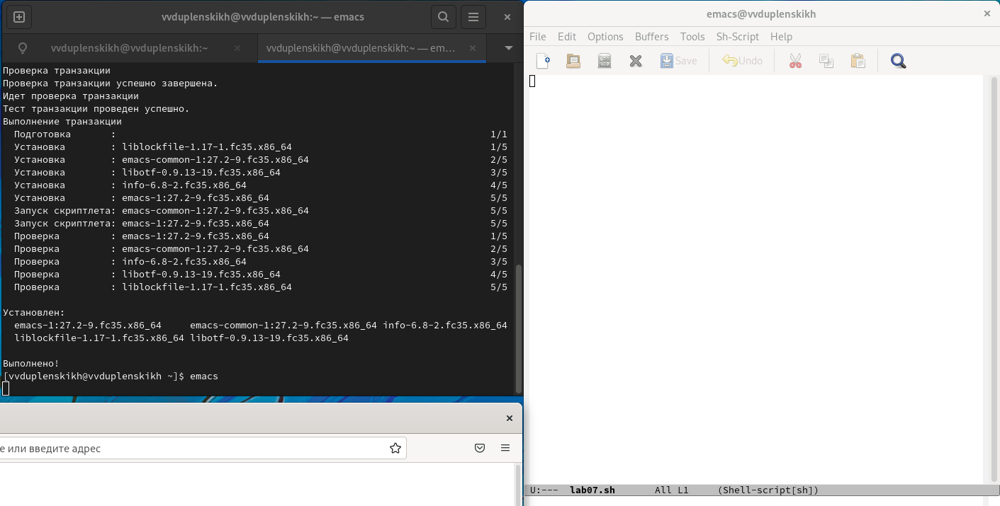 vvduplenskikh@vvduplenskikh:~ — emacs
vvduplenskikh@vvduplenskikh:~
vvduplenskikh@vvduplenskikh:~ — em…
Проверка транзакции
Проверка транзакции успешно завершена.
Идет проверка транзакции
Тест транзакции проведен успешно.
Выполнение транзакции
Подготовка : 1/1
Установка : liblockfile-1.17-1.fc35.x86_64 1/5
Установка : emacs-common-1:27.2-9.fc35.x86_64 2/5
Установка : libotf-0.9.13-19.fc35.x86_64 3/5
Установка : info-6.8-2.fc35.x86_64 4/5
Установка : emacs-1:27.2-9.fc35.x86_64 5/5
Запуск скриптлета: emacs-common-1:27.2-9.fc35.x86_64 5/5
Запуск скриптлета: emacs-1:27.2-9.fc35.x86_64 5/5
Проверка : emacs-1:27.2-9.fc35.x86_64 1/5
Проверка : emacs-common-1:27.2-9.fc35.x86_64 2/5
Проверка : info-6.8-2.fc35.x86_64 3/5
Проверка : libotf-0.9.13-19.fc35.x86_64 4/5
Проверка : liblockfile-1.17-1.fc35.x86_64 5/5
Установлен:
emacs-1:27.2-9.fc35.x86_64 emacs-common-1:27.2-9.fc35.x86_64 info-6.8-2.fc35.x86_64
liblockfile-1.17-1.fc35.x86_64 libotf-0.9.13-19.fc35.x86_64
Выполнено!
[vvduplenskikh@vvduplenskikh ~]$ emacs
е или введите адрес
emacs@vvduplenskikh
File Edit Options Buffers Tools Sh-Script Help
Save Undo
U:--- lab07.sh All L1 (Shell-script[sh])